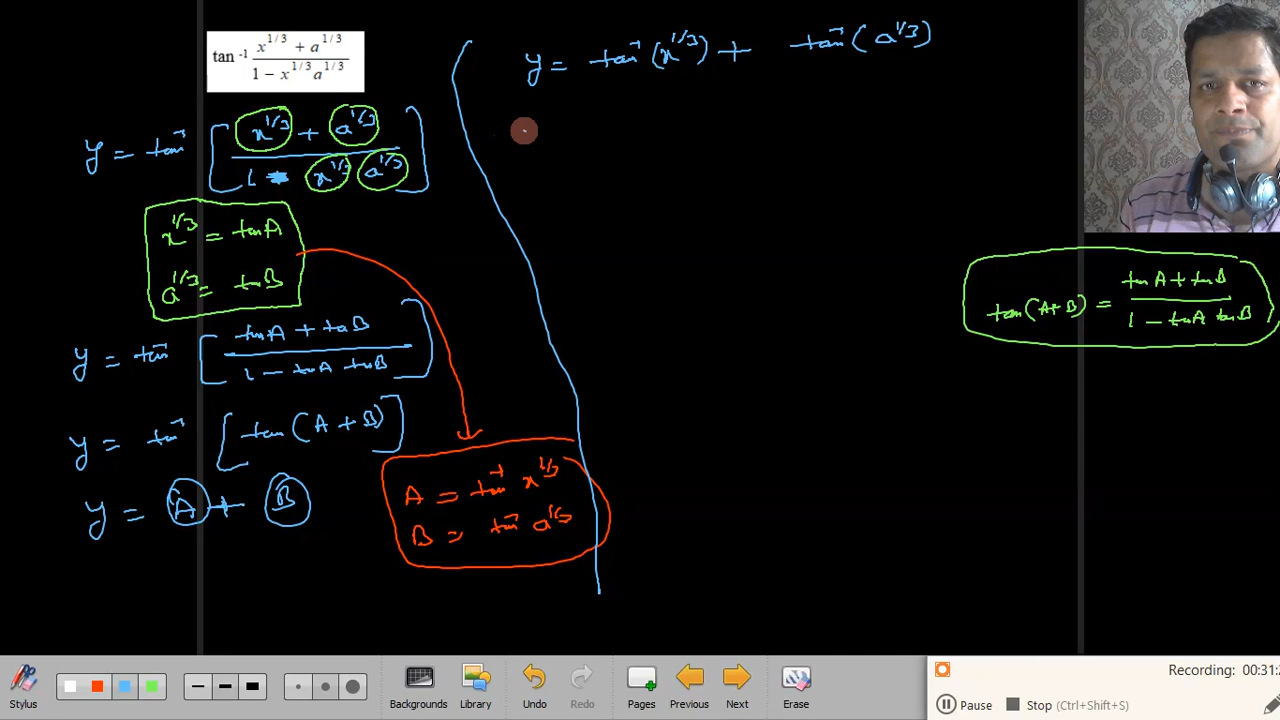 tan -1 x^1/3 + a^1/3 / 1 − x^1/3 a^1/3
y = tan⁻¹ [ x^1/3 + a^1/3 / 1 - x^1/3 a^1/3 ]
x^1/3 = tanA
a^1/3 = tanB
y = tan⁻¹ [ tanA + tanB / 1 - tanA tanB ]
y = tan⁻¹ [ tan (A + B) ]
y = A + B
A = tan⁻¹ x^1/3
B = tan⁻¹ a^1/3
y = tan⁻¹ (x^1/3) + tan⁻¹ (a^1/3)
tan(A+B) = tanA + tanB / 1 - tanA tanB
Stylus
Backgrounds
Library
Undo
Redo
Pages
Previous
Next
Erase
Recording: 00:31:2
Pause
Stop (Ctrl+Shift+S)